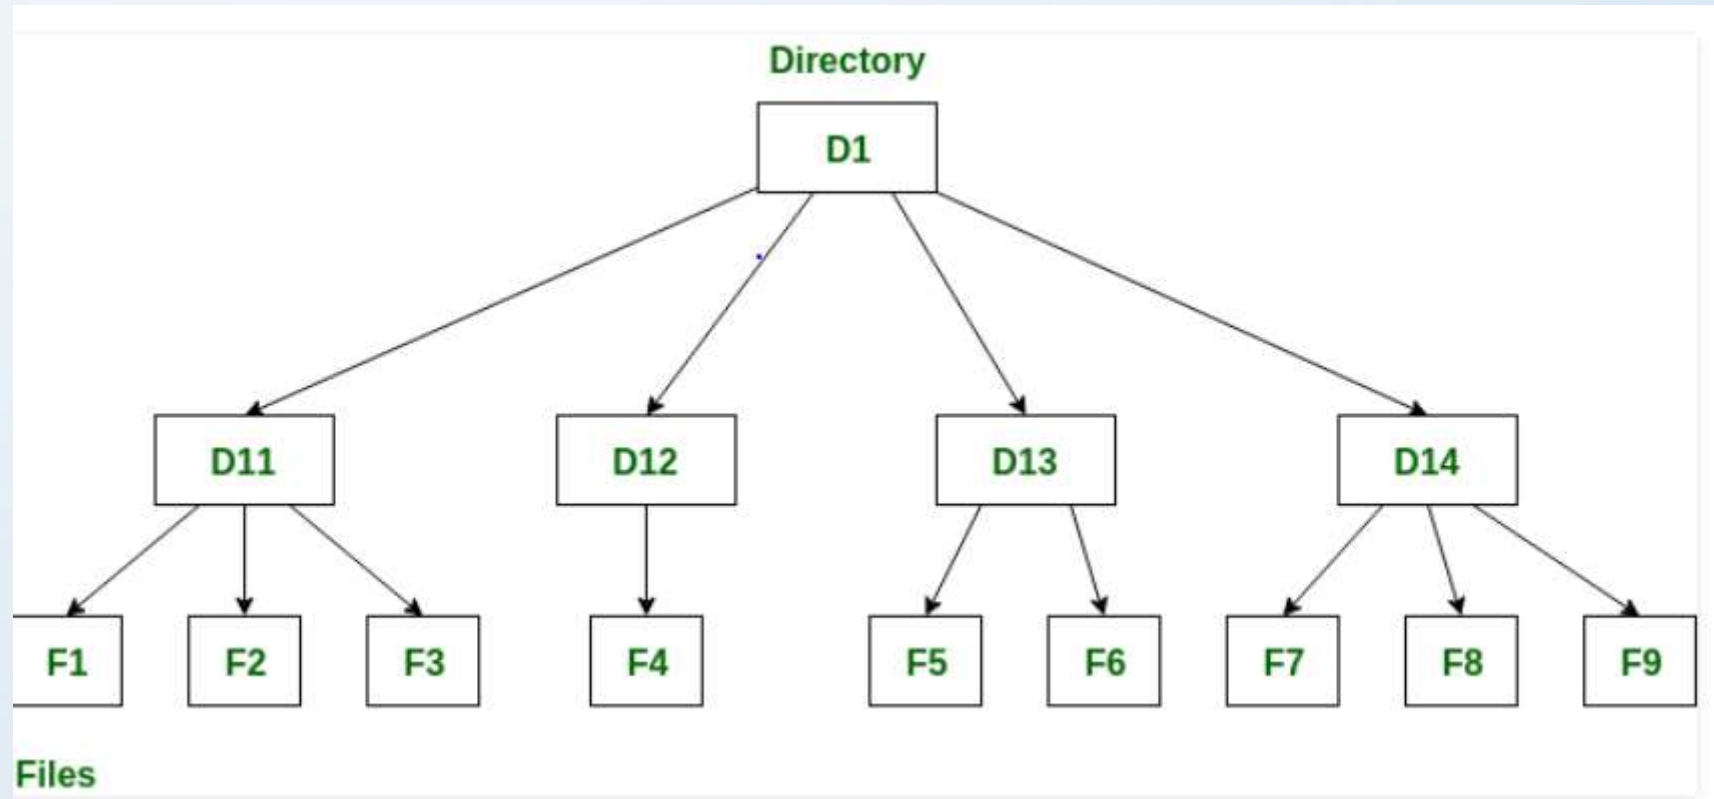 Directory
D1
D11 D12 D13 D14
F1 F2 F3 F4 F5 F6 F7 F8 F9
Files